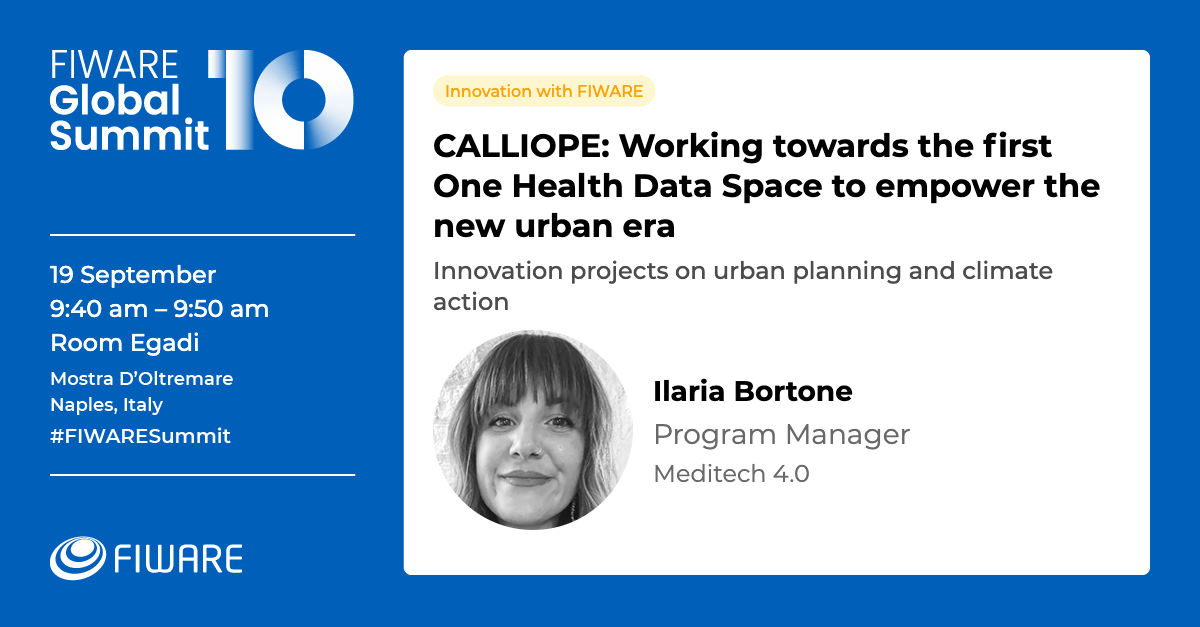 FIWARE
Global
Summit
10
19 September
9:40 am – 9:50 am
Room Egadi
Mostra D’Oltremare
Naples, Italy
#FIWARESummit
FIWARE
Innovation with FIWARE
CALLIOPE: Working towards the first
One Health Data Space to empower the
new urban era
Innovation projects on urban planning and climate
action
Ilaria Bortone
Program Manager
Meditech 4.0